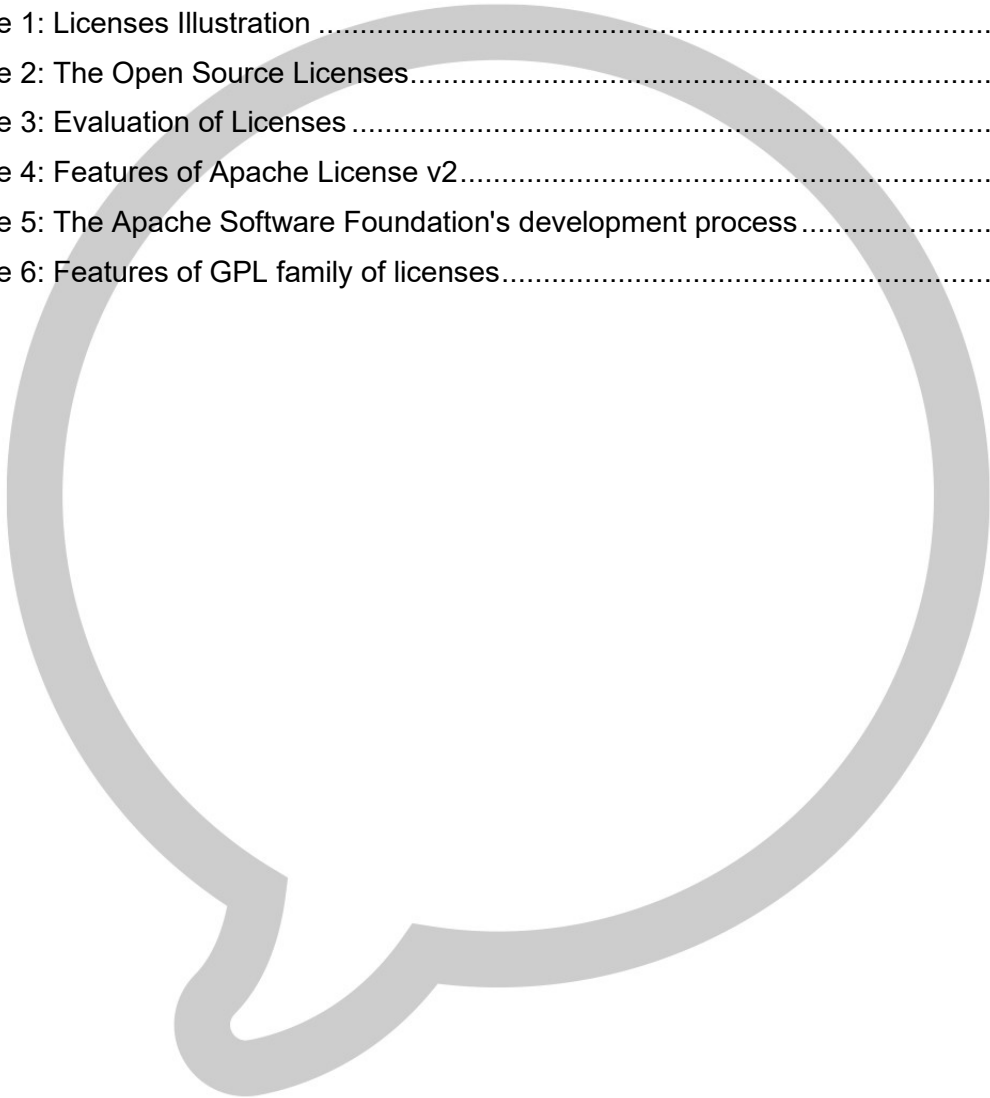 e 1: Licenses Illustration ....................................................................................
e 2: The Open Source Licenses........................................................................
e 3: Evaluation of Licenses ................................................................................
e 4: Features of Apache License v2..................................................................
e 5: The Apache Software Foundation's development process.......................
e 6: Features of GPL family of licenses.............................................................